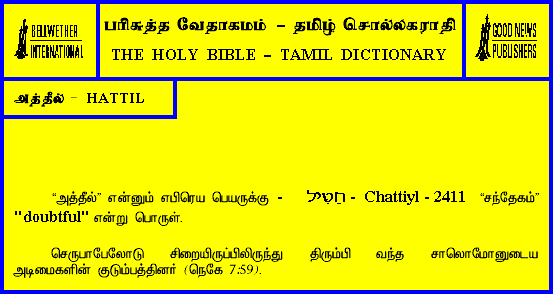 BELLWETHER
INTERNATIONAL
பரிசுத்த வேதாகமம் – தமிழ் சொல்லகராதி
THE HOLY BIBLE – TAMIL DICTIONARY
GOOD NEWS
PUBLISHERS
அத்தீல் – HATTIL
“அத்தீல்” என்னும் எபிரெய பெயருக்கு - חַטִּיל - Chattiyl - 2411 “சந்தேகம்”
"doubtful" என்று பொருள்.
செருபாபேலோடு சிறையிருப்பிலிருந்து திரும்பி வந்த சாலொமோனுடைய
அடிமைகளின் குடும்பத்தினர் (நெகே 7:59).